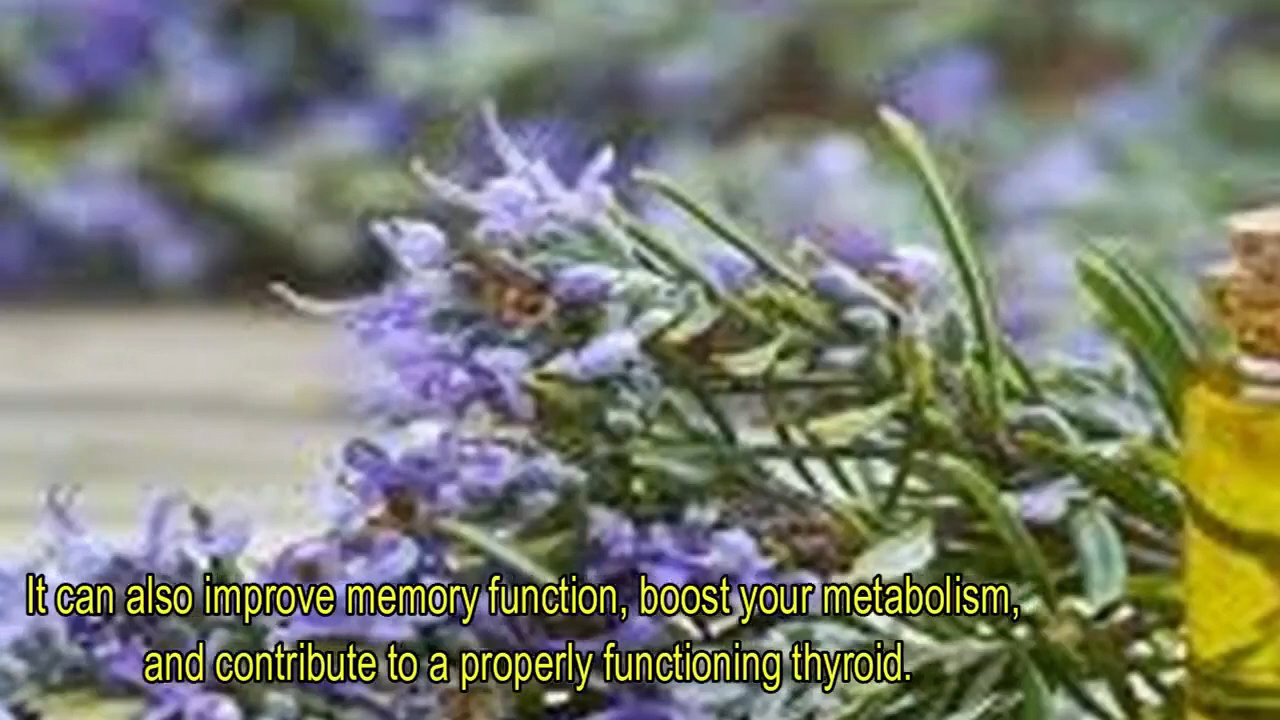 It can also improve memory function, boost your metabolism,
and contribute to a properly functioning thyroid.